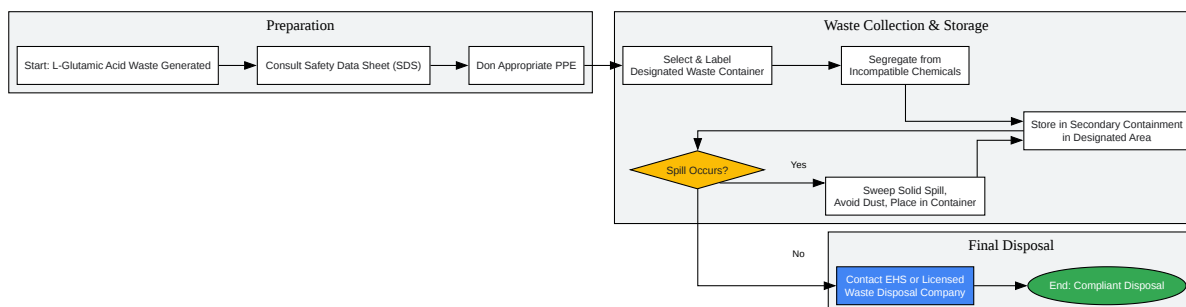 Preparation
Start: L-Glutamic Acid Waste Generated
Consult Safety Data Sheet (SDS)
Don Appropriate PPE
Waste Collection & Storage
Select & Label
Designated Waste Container
Segregate from
Incompatible Chemicals
Store in Secondary Containment
in Designated Area
Spill Occurs?
Yes
Sweep Solid Spill,
Avoid Dust, Place in Container
No
Final Disposal
Contact EHS or Licensed
Waste Disposal Company
End: Compliant Disposal